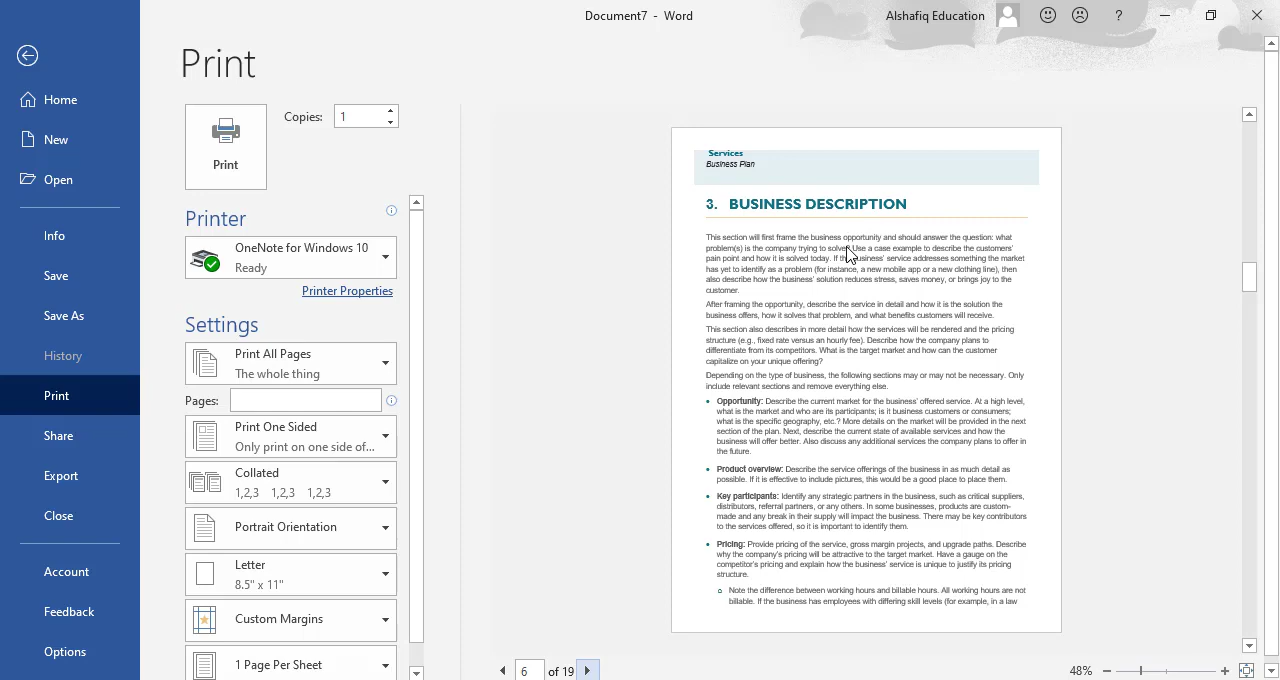 Document7 - Word
Alshafiq Education
?
Home
New
Open
Info
Save
Save As
History
Print
Share
Export
Close
Account
Feedback
Options
Print
Print
Copies: 1
Printer
OneNote for Windows 10
Ready
Printer Properties
Settings
Print All Pages
The whole thing
Pages:
Print One Sided
Only print on one side of...
Collated
1,2,3 1,2,3 1,2,3
Portrait Orientation
Letter
8.5" x 11"
Custom Margins
1 Page Per Sheet
Services
Business Plan
3. BUSINESS DESCRIPTION
This section will first frame the business opportunity and should answer the question: what
problem(s) is the company trying to solve? Use a case example to describe the customers'
pain point and how it is solved today. If the business' service addresses something the market
has yet to identify as a problem (for instance, a new mobile app or a new clothing line), then
also describe how the business' solution reduces stress, saves money, or brings joy to the
customer.
After framing the opportunity, describe the service in detail and how it is the solution the
business offers, how it solves that problem, and what benefits customers will receive.
This section also describes in more detail how the services will be rendered and the pricing
structure (e.g., fixed rate versus an hourly fee). Describe how the company plans to
differentiate from its competitors. What is the target market and how can the customer
capitalize on your unique offering?
Depending on the type of business, the following sections may or may not be necessary. Only
include relevant sections and remove everything else.
• Opportunity: Describe the current market for the business' offered service. At a high level,
what is the market and who are its participants; is it business customers or consumers;
what is the specific geography, etc.? More details on the market will be provided in the next
section of the plan. Next, describe the current state of available services and how the
business will offer better. Also discuss any additional services the company plans to offer in
the future.
• Product overview: Describe the service offerings of the business in as much detail as
possible. If it is effective to include pictures, this would be a good place to place them.
• Key participants: Identify any strategic partners in the business, such as critical suppliers,
distributors, referral partners, or any others. In some businesses, products are custom-
made and any break in their supply will impact the business. There may be key contributors
to the services offered, so it is important to identify them.
• Pricing: Provide pricing of the service, gross margin projects, and upgrade paths. Describe
why the company's pricing will be attractive to the target market. Have a gauge on the
competitor's pricing and explain how the business' service is unique to justify its pricing
structure.
o Note the difference between working hours and billable hours. All working hours are not
billable. If the business has employees with differing skill levels (for example, in a law
6 of 19
48%